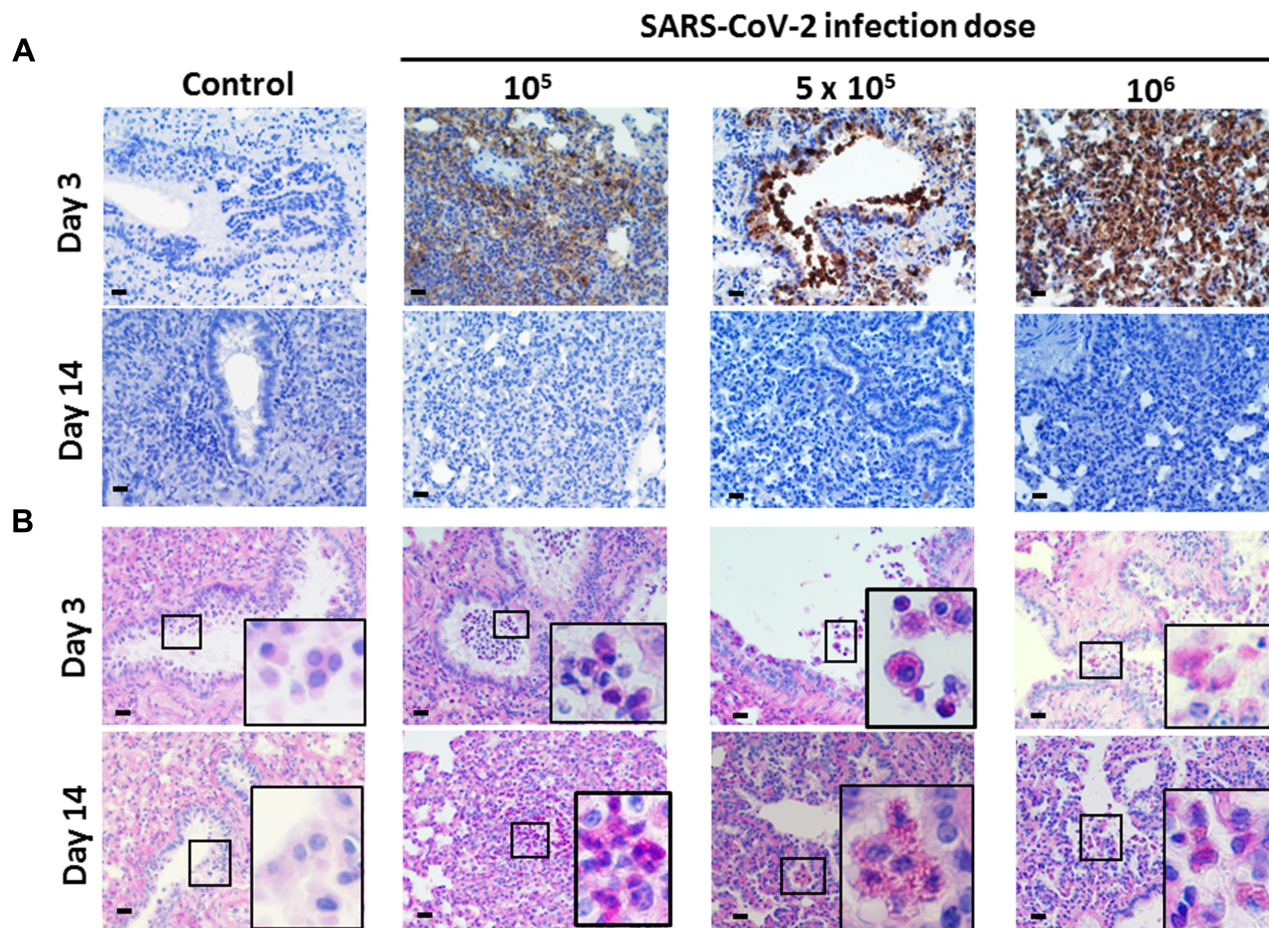 SARS-CoV-2 infection dose
A
Control 10⁵ 5 x 10⁵ 10⁶
Day 3
Day 14
B
Day 3
Day 14